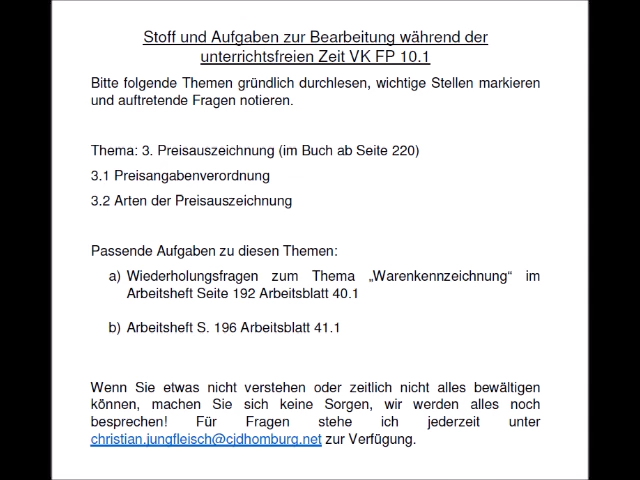 Stoff und Aufgaben zur Bearbeitung während der
unterrichtsfreien Zeit VK FP 10.1
Bitte folgende Themen gründlich durchlesen, wichtige Stellen markieren
und auftretende Fragen notieren.
Thema: 3. Preisauszeichnung (im Buch ab Seite 220)
3.1 Preisangabenverordnung
3.2 Arten der Preisauszeichnung
Passende Aufgaben zu diesen Themen:
a) Wiederholungsfragen zum Thema „Warenkennzeichnung“ im
Arbeitsheft Seite 192 Arbeitsblatt 40.1
b) Arbeitsheft S. 196 Arbeitsblatt 41.1
Wenn Sie etwas nicht verstehen oder zeitlich nicht alles bewältigen
können, machen Sie sich keine Sorgen, wir werden alles noch
besprechen! Für Fragen stehe ich jederzeit unter
christian.jungfleisch@cjdhomburg.net zur Verfügung.